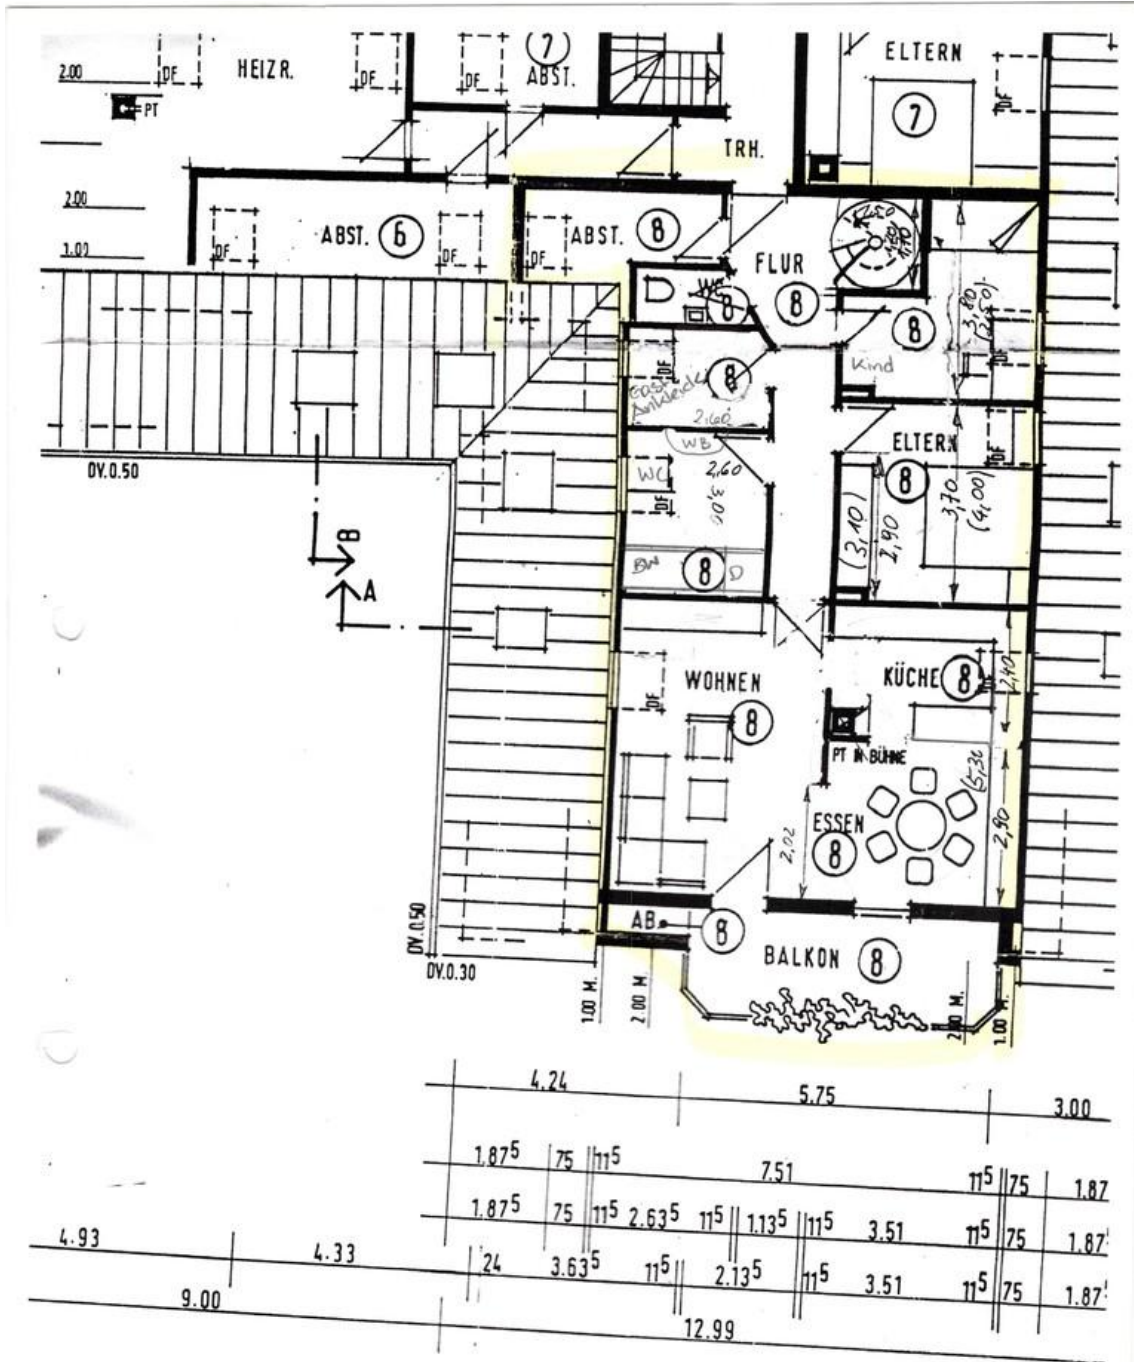 ELTERN
7
2.00
DF
HEIZR.
DF
DF
ABST.
DF
PT
7
TRH.
2.00
ABST. 6
ABST. 8
1.00
DF
DF
DF
FLUR
WC
8
8
8
3,80
DF
Kind
DF
8
Gast
Ankleide
2,60
WB
ELTERN
DF
DV.0.50
WC
2,60
8
DF
3,00
3,70
(4,00)
(3,10)
2,90
B
BW
8
D
A
WOHNEN
KÜCHE 8
2,40
DF
8
PT IN BÜHNE
(5,30
ESSEN
2,02
8
2,90
AB.
8
BALKON 8
DV.0.50
DV.0.30
1.00 M.
2.00 M.
2.00 M.
1.00 M.
4.24 5.75 3.00
1.87⁵ 75 11⁵ 7.51 11⁵ 75 1.87
1.87⁵ 75 11⁵ 2.63⁵ 11⁵ 1.13⁵ 11⁵ 3.51 11⁵ 75 1.87
4.93 4.33 24 3.63⁵ 11⁵ 2.13⁵ 11⁵ 3.51 11⁵ 75 1.87
9.00 12.99